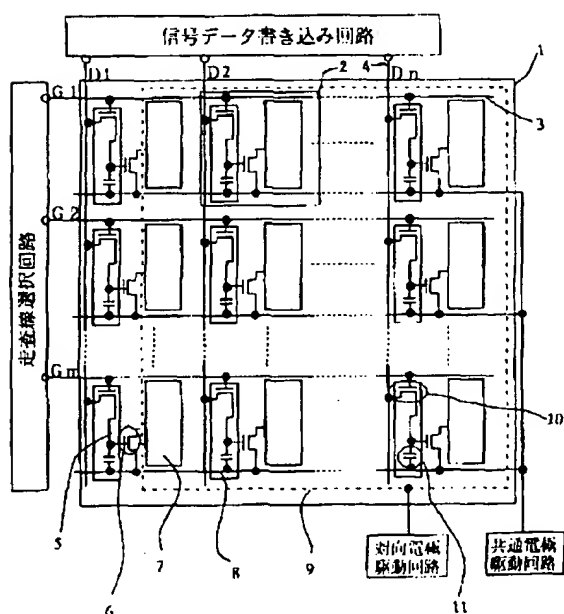 信号データ書き込み回路
1
D1
D2
2
4
Dn
G1
3
走査線選択回路
G2
Gm
10
5
6
7
8
9
対向電極
駆動回路
11
共通電極
駆動回路